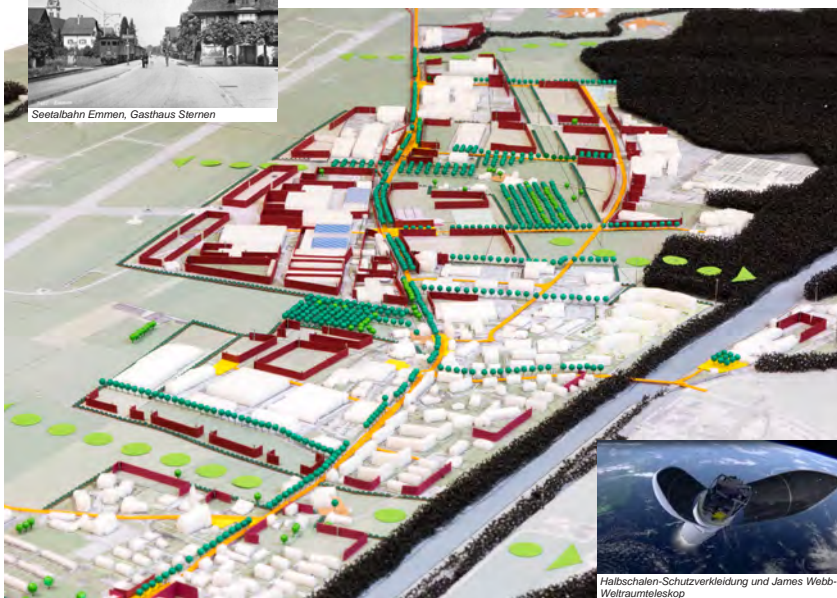 Seetalbahn Emmen, Gasthaus Sternen
Halbschalen-Schutzverkleidung und James Webb-
Weltraumteleskop